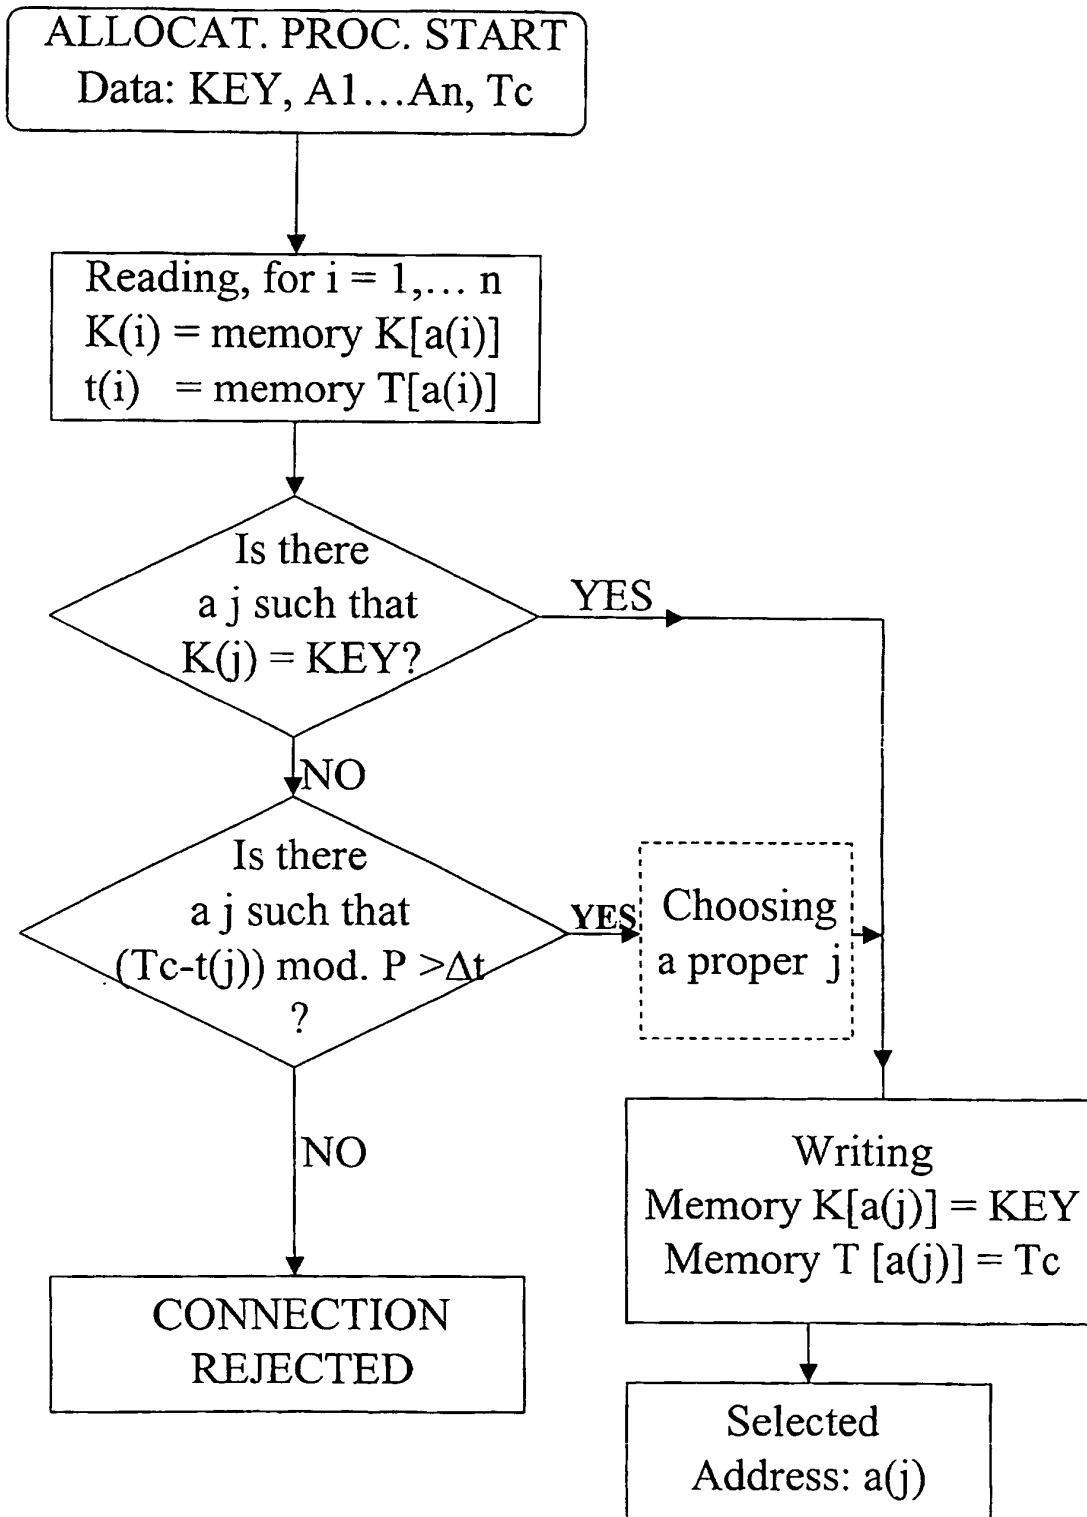 ALLOCAT. PROC. START
Data: KEY, A1...An, Tc
Reading, for i = 1,... n
K(i) = memory K[a(i)]
t(i) = memory T[a(i)]
Is there
a j such that
K(j) = KEY?
YES
NO
Is there
a j such that
(Tc-t(j)) mod. P >Δt
?
YES
Choosing
a proper j
NO
Writing
Memory K[a(j)] = KEY
Memory T [a(j)] = Tc
CONNECTION
REJECTED
Selected
Address: a(j)